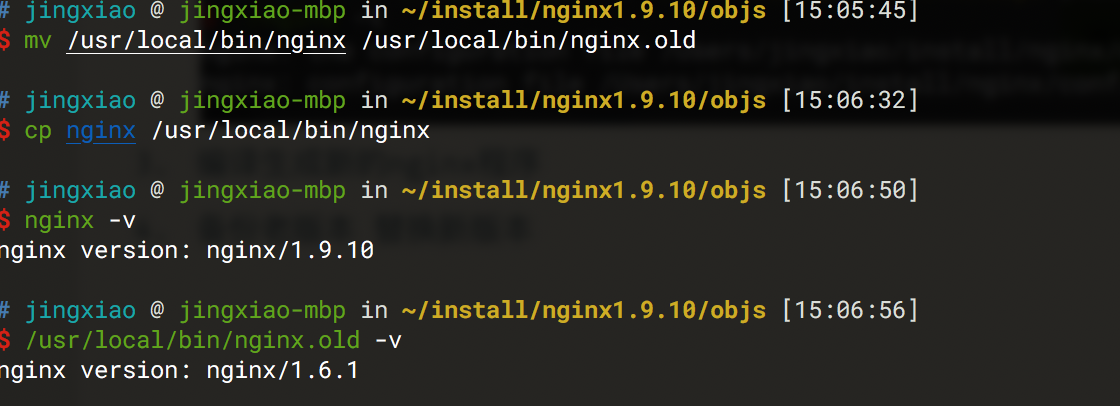 # jingxiao @ jingxiao-mbp in ~/install/nginx1.9.10/objs [15:05:45]
$ mv /usr/local/bin/nginx /usr/local/bin/nginx.old
# jingxiao @ jingxiao-mbp in ~/install/nginx1.9.10/objs [15:06:32]
$ cp nginx /usr/local/bin/nginx
# jingxiao @ jingxiao-mbp in ~/install/nginx1.9.10/objs [15:06:50]
$ nginx -v
nginx version: nginx/1.9.10
# jingxiao @ jingxiao-mbp in ~/install/nginx1.9.10/objs [15:06:56]
$ /usr/local/bin/nginx.old -v
nginx version: nginx/1.6.1